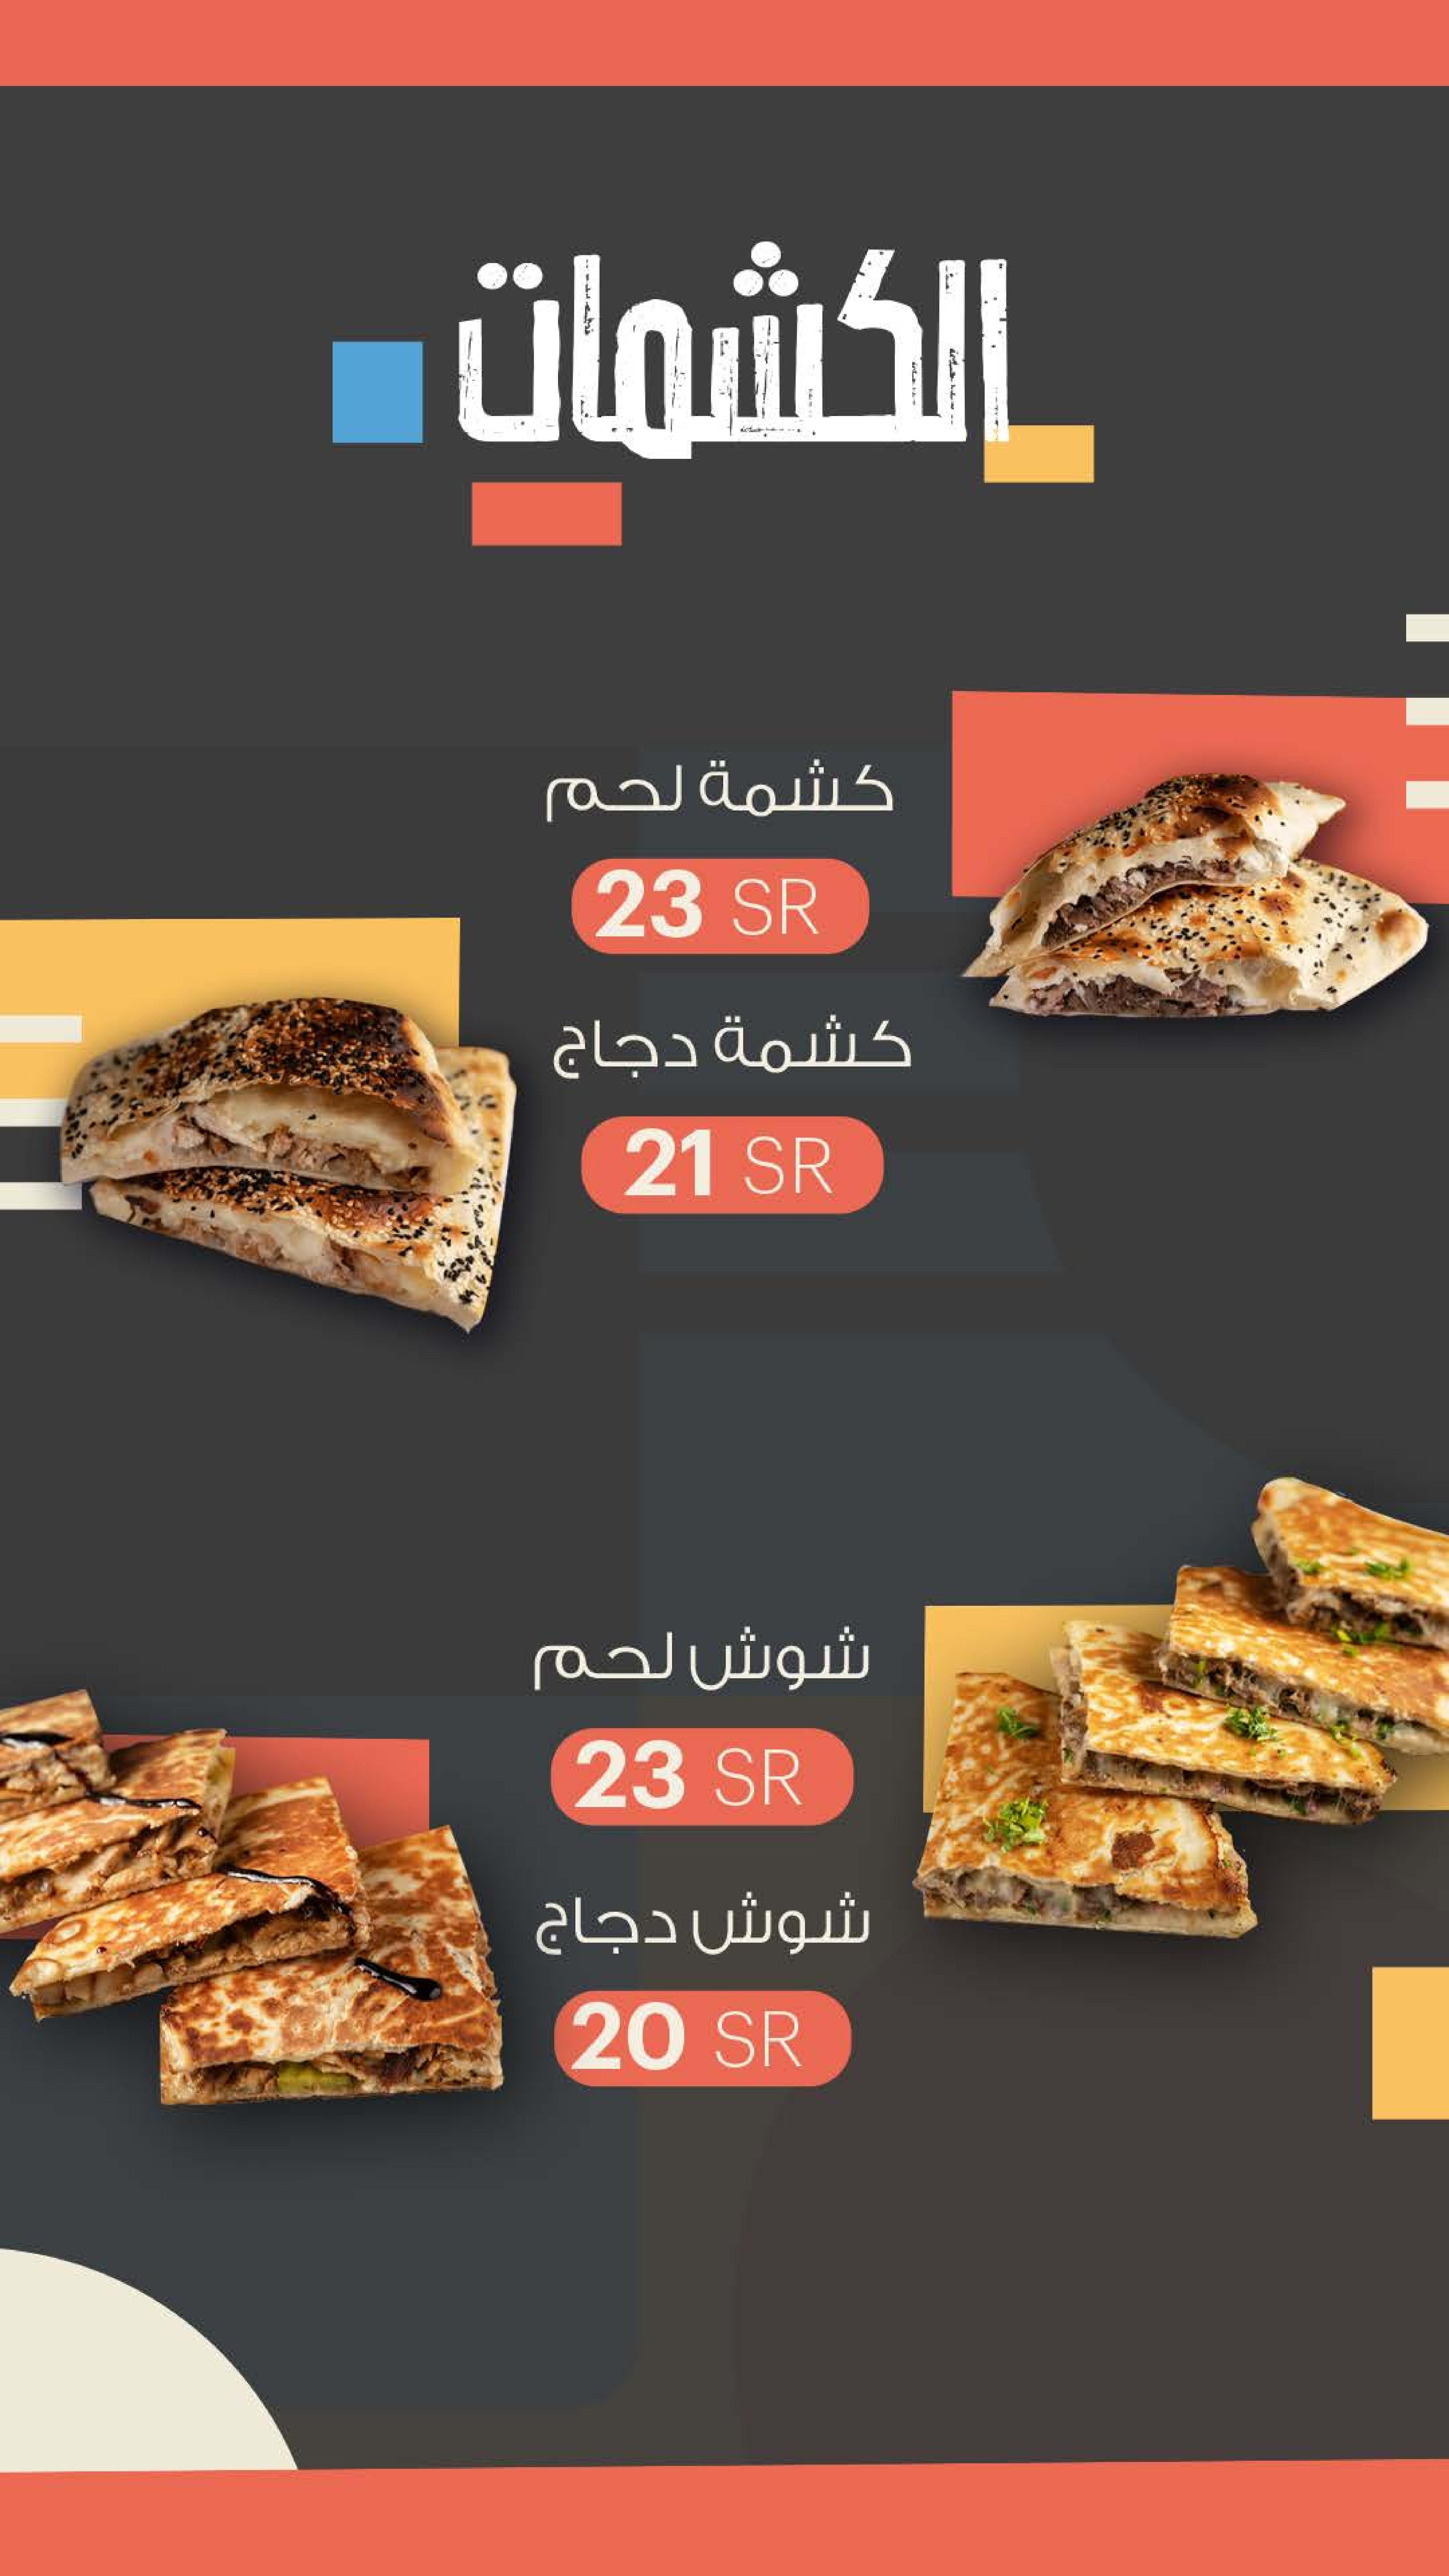 الكشمات
كشمة لحم
23 SR
كشمة دجاج
21 SR
شوش لحم
23 SR
شوش دجاج
20 SR